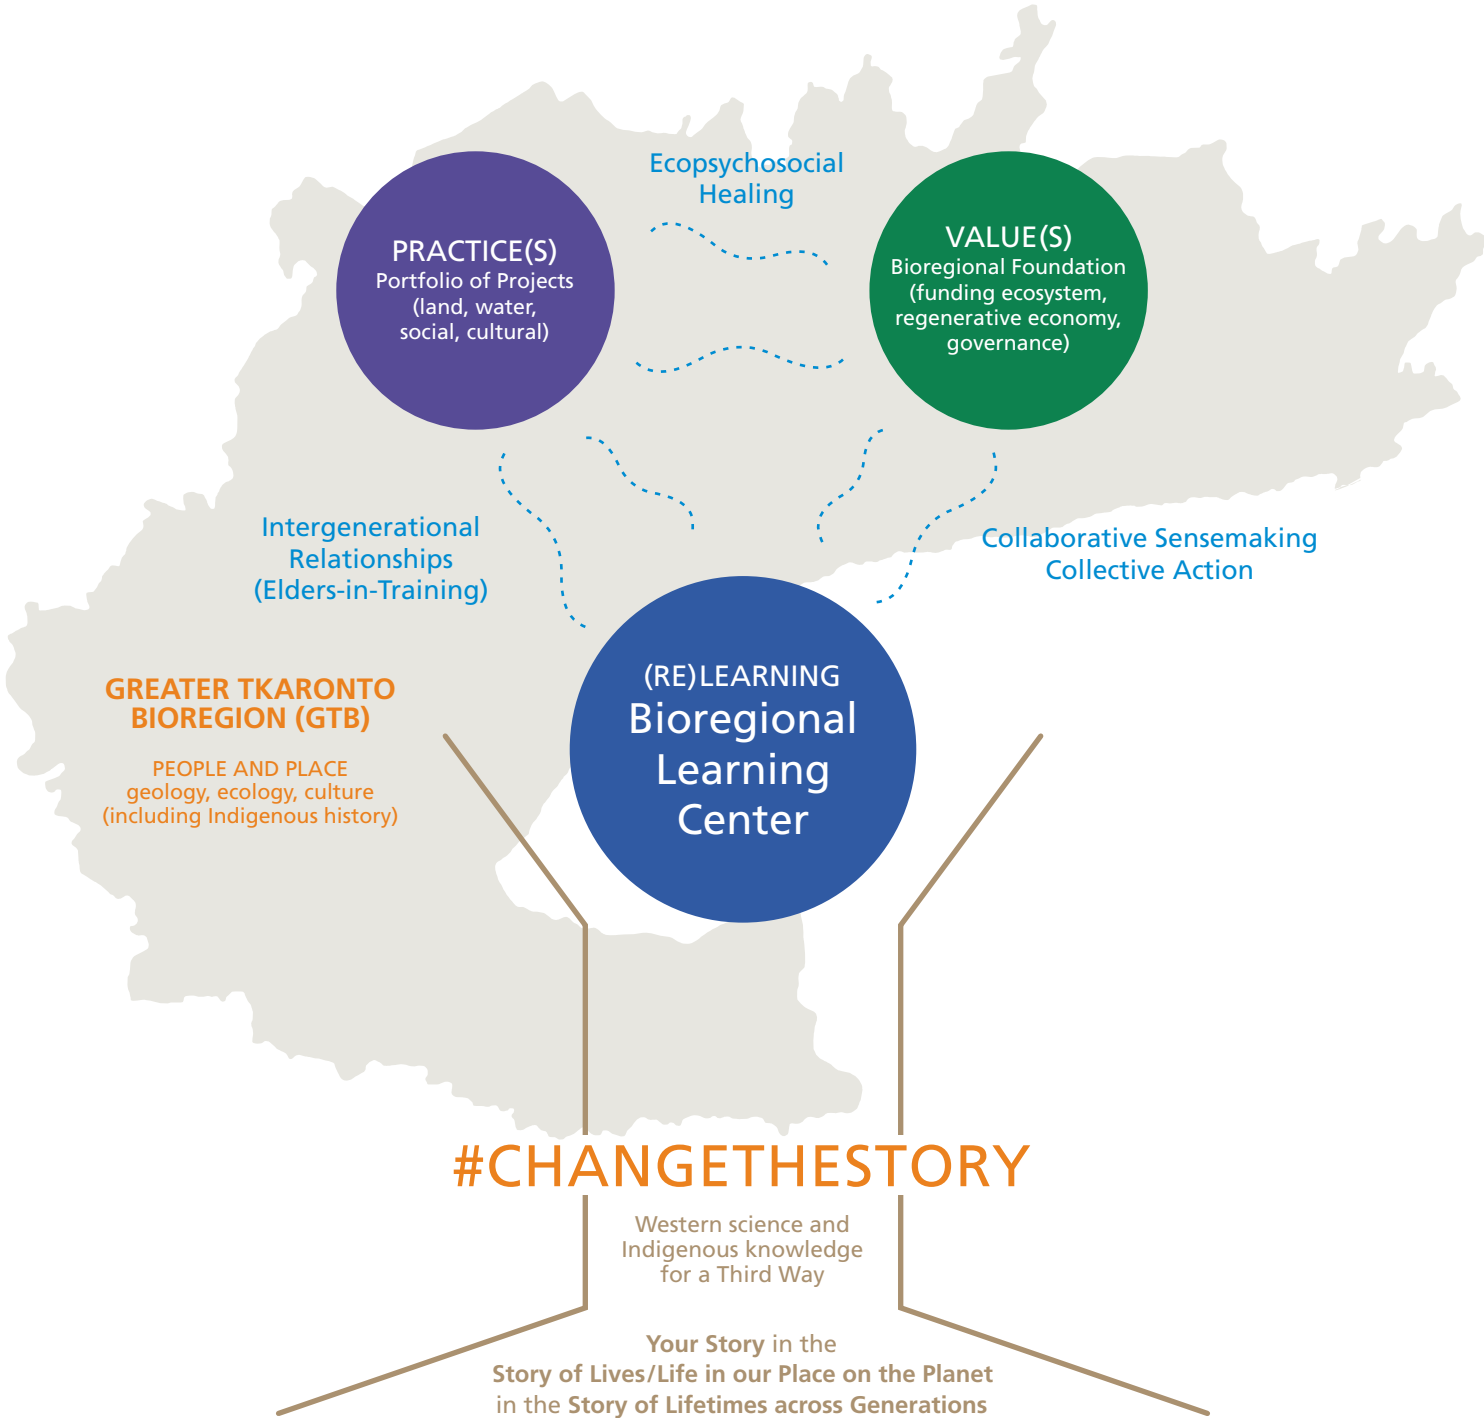 Ecopsychosocial
Healing
PRACTICE(S)
Portfolio of Projects
(land, water,
social, cultural)
VALUE(S)
Bioregional Foundation
(funding ecosystem,
regenerative economy,
governance)
Intergenerational
Relationships
(Elders-in-Training)
Collaborative Sensemaking
Collective Action
(RE)LEARNING
Bioregional
Learning
Center
GREATER TKARONTO
BIOREGION (GTB)
PEOPLE AND PLACE
geology, ecology, culture
(including Indigenous history)
#CHANGETHESTORY
Western science and
Indigenous knowledge
for a Third Way
Your Story in the
Story of Lives/Life in our Place on the Planet
in the Story of Lifetimes across Generations